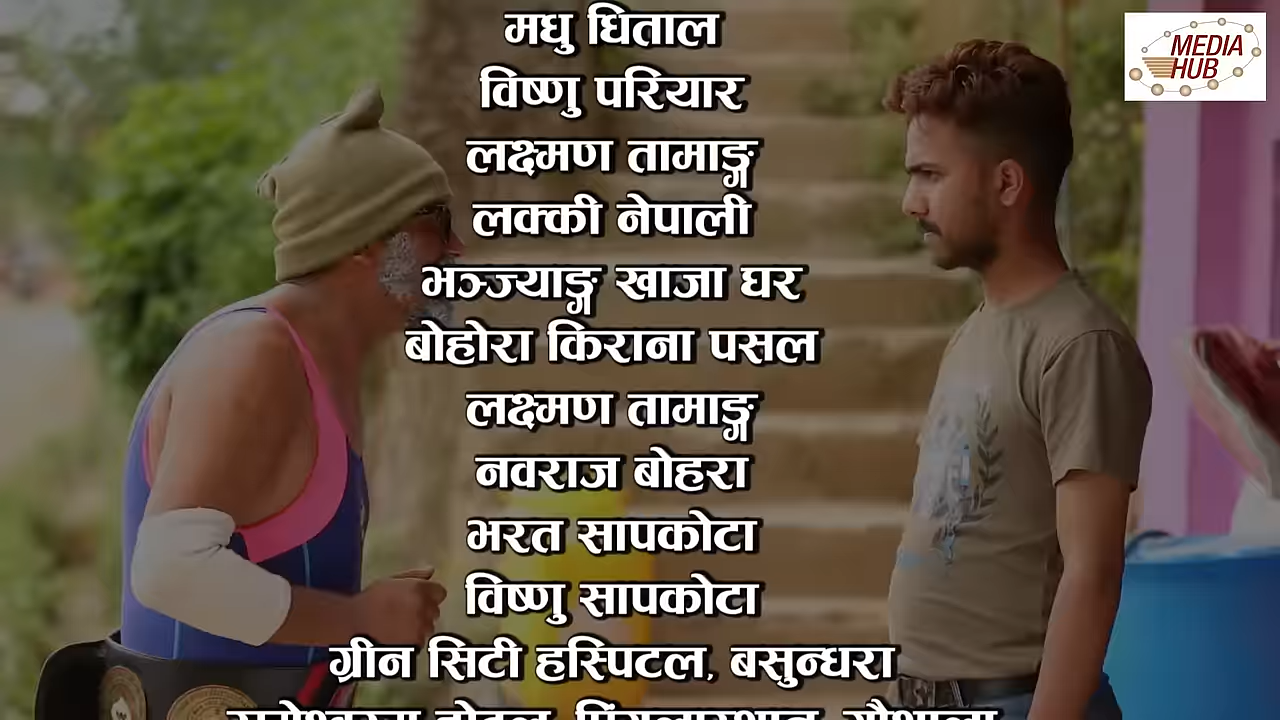 मधु धिताल
MEDIA
HUB
विष्णु परियार
लक्ष्मण तामाङ्ग
लक्की नेपाली
भञ्ज्याङ्ग खाजा घर
बोहोरा किराना पसल
लक्ष्मण तामाङ्ग
नवराज बोहरा
भरत सापकोटा
विष्णु सापकोटा
ग्रीन सिटी हस्पिटल, बसुन्धरा